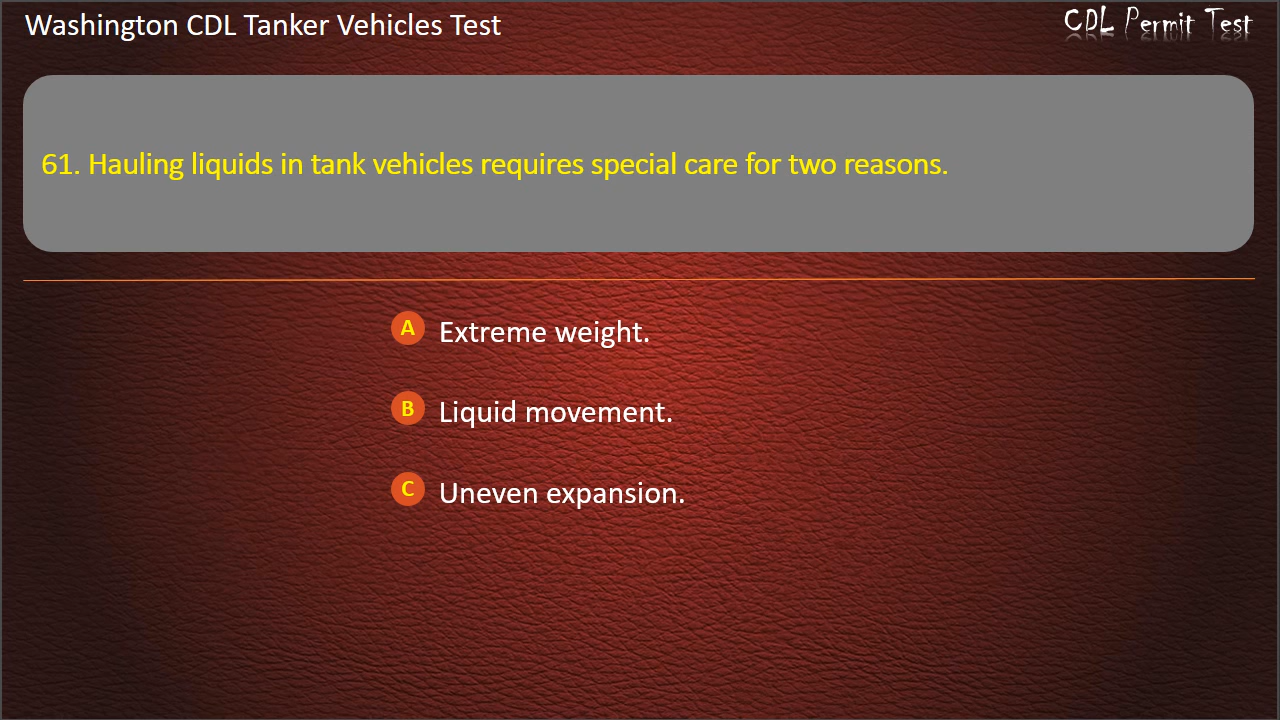 Washington CDL Tanker Vehicles Test
CDL Permit Test
61. Hauling liquids in tank vehicles requires special care for two reasons.
A Extreme weight.
B Liquid movement.
C Uneven expansion.